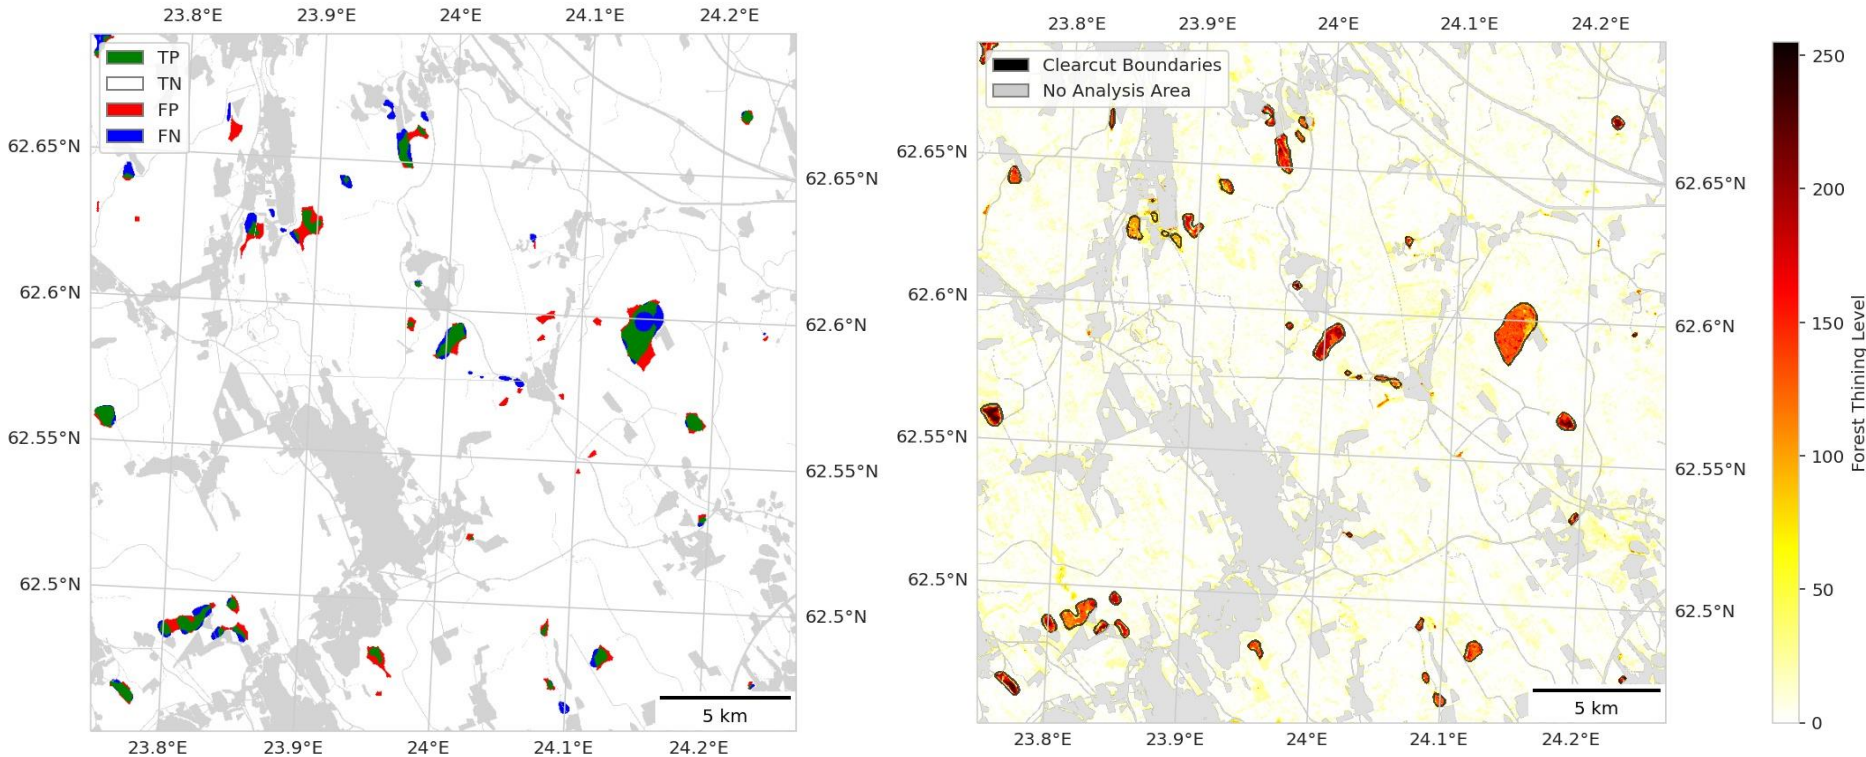 23.8°E 23.9°E 24°E 24.1°E 24.2°E
TP
TN
FP
FN
62.65°N
62.6°N
62.55°N
62.5°N
62.65°N
62.6°N
62.55°N
62.5°N
5 km
23.8°E 23.9°E 24°E 24.1°E 24.2°E
23.8°E 23.9°E 24°E 24.1°E 24.2°E
Clearcut Boundaries
No Analysis Area
62.65°N
62.6°N
62.55°N
62.5°N
62.65°N
62.6°N
62.55°N
62.5°N
5 km
23.8°E 23.9°E 24°E 24.1°E 24.2°E
250
200
150
100
50
0
Forest Thining Level